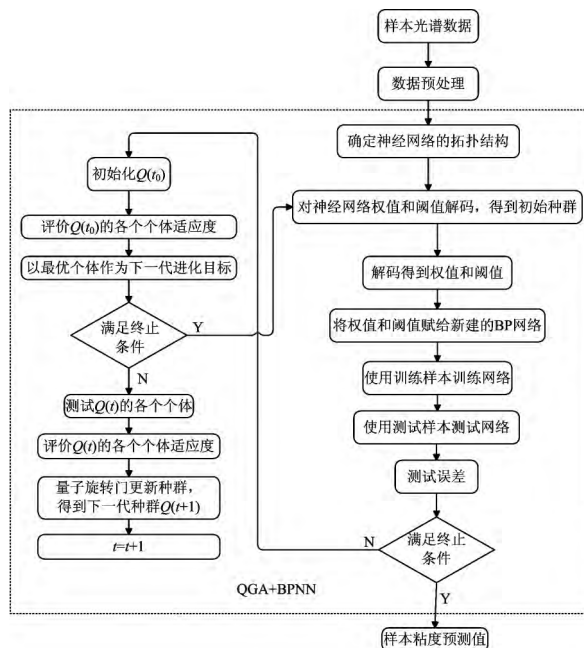 样本光谱数据
数据预处理
确定神经网络的拓扑结构
对神经网络权值和阈值解码，得到初始种群
解码得到权值和阈值
将权值和阈值赋给新建的BP网络
使用训练样本训练网络
使用测试样本测试网络
测试误差
满足终止
条件
N
Y
样本粘度预测值
初始化Q(t₀)
评价Q(t₀)的各个个体适应度
以最优个体作为下一代进化目标
满足终止
条件
Y
N
测试Q(t)的各个个体
评价Q(t)的各个个体适应度
量子旋转门更新种群，
得到下一代种群Q(t+1)
t=t+1
QGA+BPNN